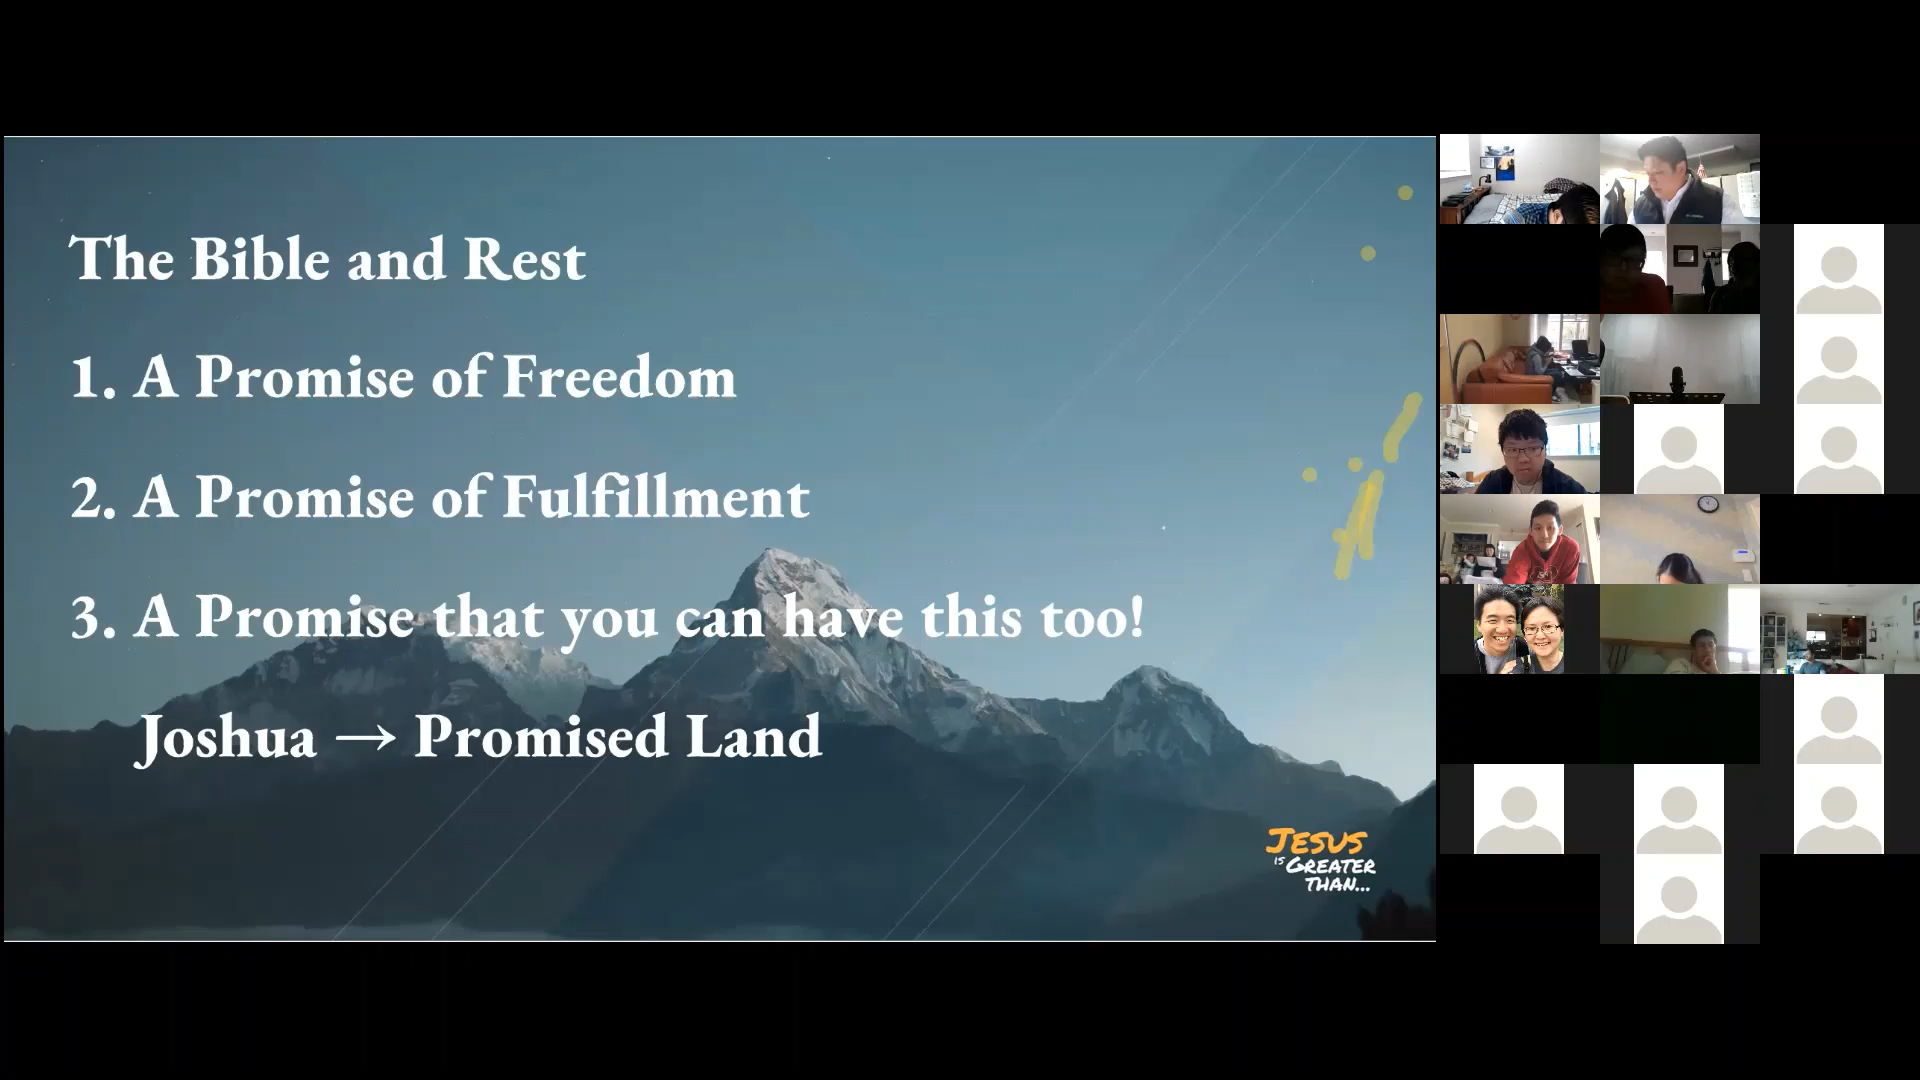 The Bible and Rest
1. A Promise of Freedom
2. A Promise of Fulfillment
3. A Promise that you can have this too!
Joshua → Promised Land
JESUS
IS GREATER
THAN...